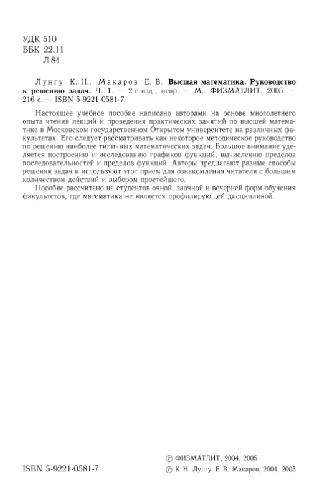 УДК 510
ББК 22.11
Л 84
Лунгу К. Н., Макаров Е. В. Высшая математика. Руководство
к решению задач. Ч. 1. — 2-е изд., испр. — М.: ФИЗМАТЛИТ, 2005. —
216 с. — ISBN 5-9221-0581-7.
Настоящее учебное пособие написано авторами на основе многолетнего
опыта чтения лекций и проведения практических занятий по высшей матема-
тике в Московском государственном Открытом университете на различных фа-
культетах. Его следует рассматривать как некоторое методическое руководство
по решению наиболее типичных математических задач. Большое внимание уде-
ляется построению и исследованию графиков функций, вычислению пределов
последовательностей и пределов функций. Авторы предлагают разные способы
решения задач и используют этот прием для ознакомления читателя с большим
количеством действий и выбором простейшего.
Пособие рассчитано на студентов очной, заочной и вечерней форм обучения
факультетов, где математика не является профилирующей дисциплиной.
© ФИЗМАТЛИТ, 2004, 2005
ISBN 5-9221-0581-7
© К. Н. Лунгу, Е. В. Макаров, 2004, 2005